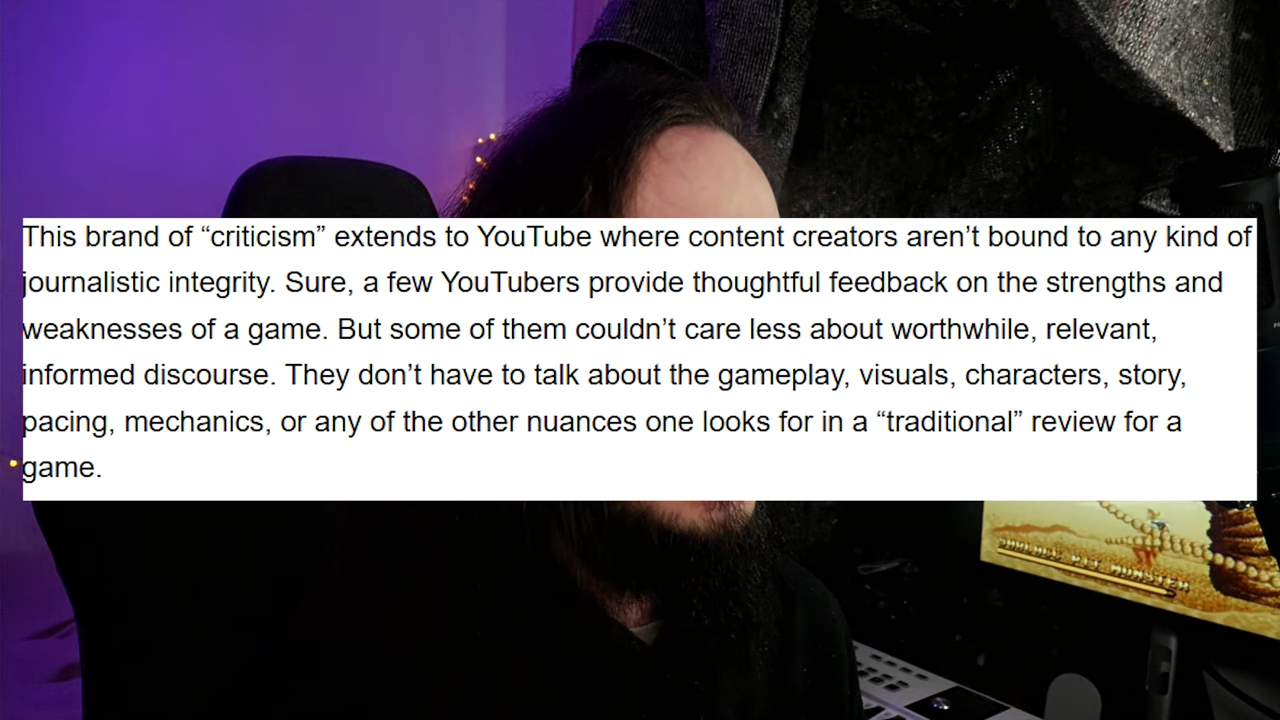 This brand of “criticism” extends to YouTube where content creators aren’t bound to any kind of
journalistic integrity. Sure, a few YouTubers provide thoughtful feedback on the strengths and
weaknesses of a game. But some of them couldn’t care less about worthwhile, relevant,
informed discourse. They don’t have to talk about the gameplay, visuals, characters, story,
pacing, mechanics, or any of the other nuances one looks for in a “traditional” review for a
game.